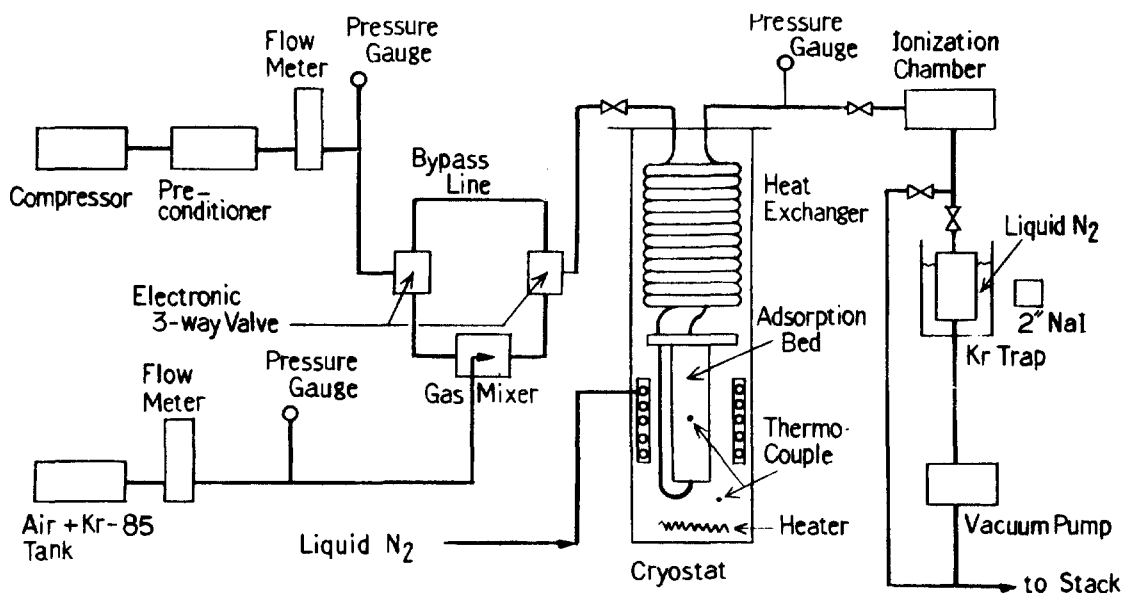 Pressure
Gauge
Flow
Meter
Compressor
Pre-
conditioner
Bypass
Line
Electronic
3-way Valve
Gas Mixer
Pressure
Gauge
Flow
Meter
Air + Kr-85
Tank
Liquid N2
Pressure
Gauge
Ionization
Chamber
Heat
Exchanger
Adsorption
Bed
Thermo-
Couple
Heater
Cryostat
Liquid N2
2" NaI
Kr Trap
Vacuum Pump
to Stack